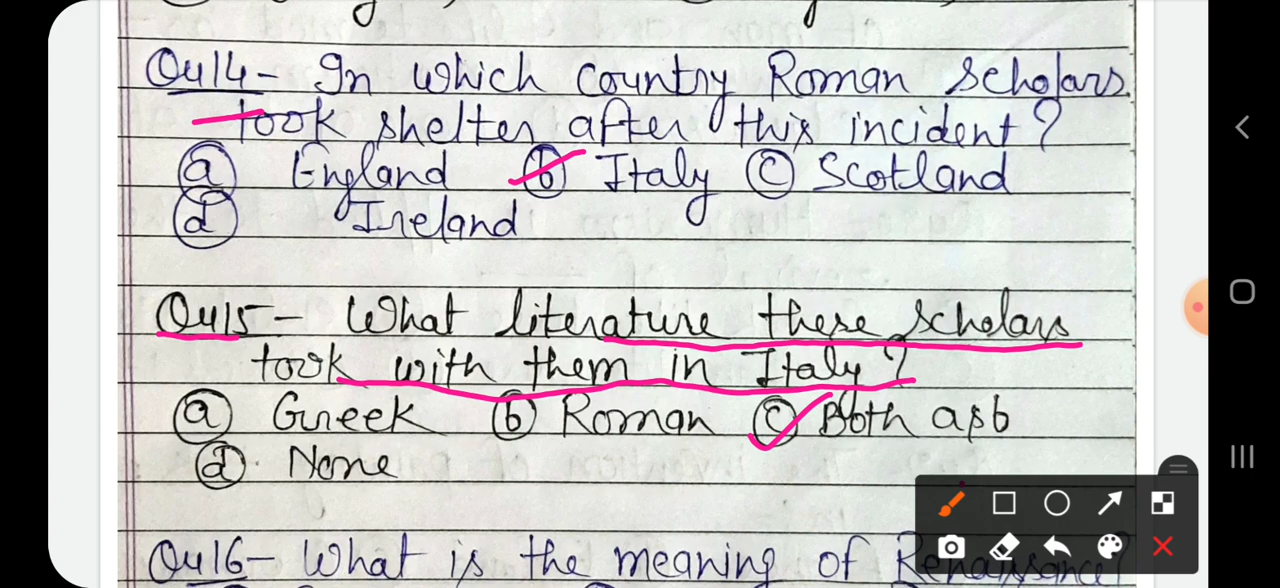 Qu14- In which country Roman scholars
took shelter after this incident?
(a) England (b) Italy (c) Scotland
(d) Ireland
Qu15- What literature these scholars
took with them in Italy?
(a) Greek (b) Roman (c) Both a&b
(d) None
Qu16- What is the meaning of Renaissance?